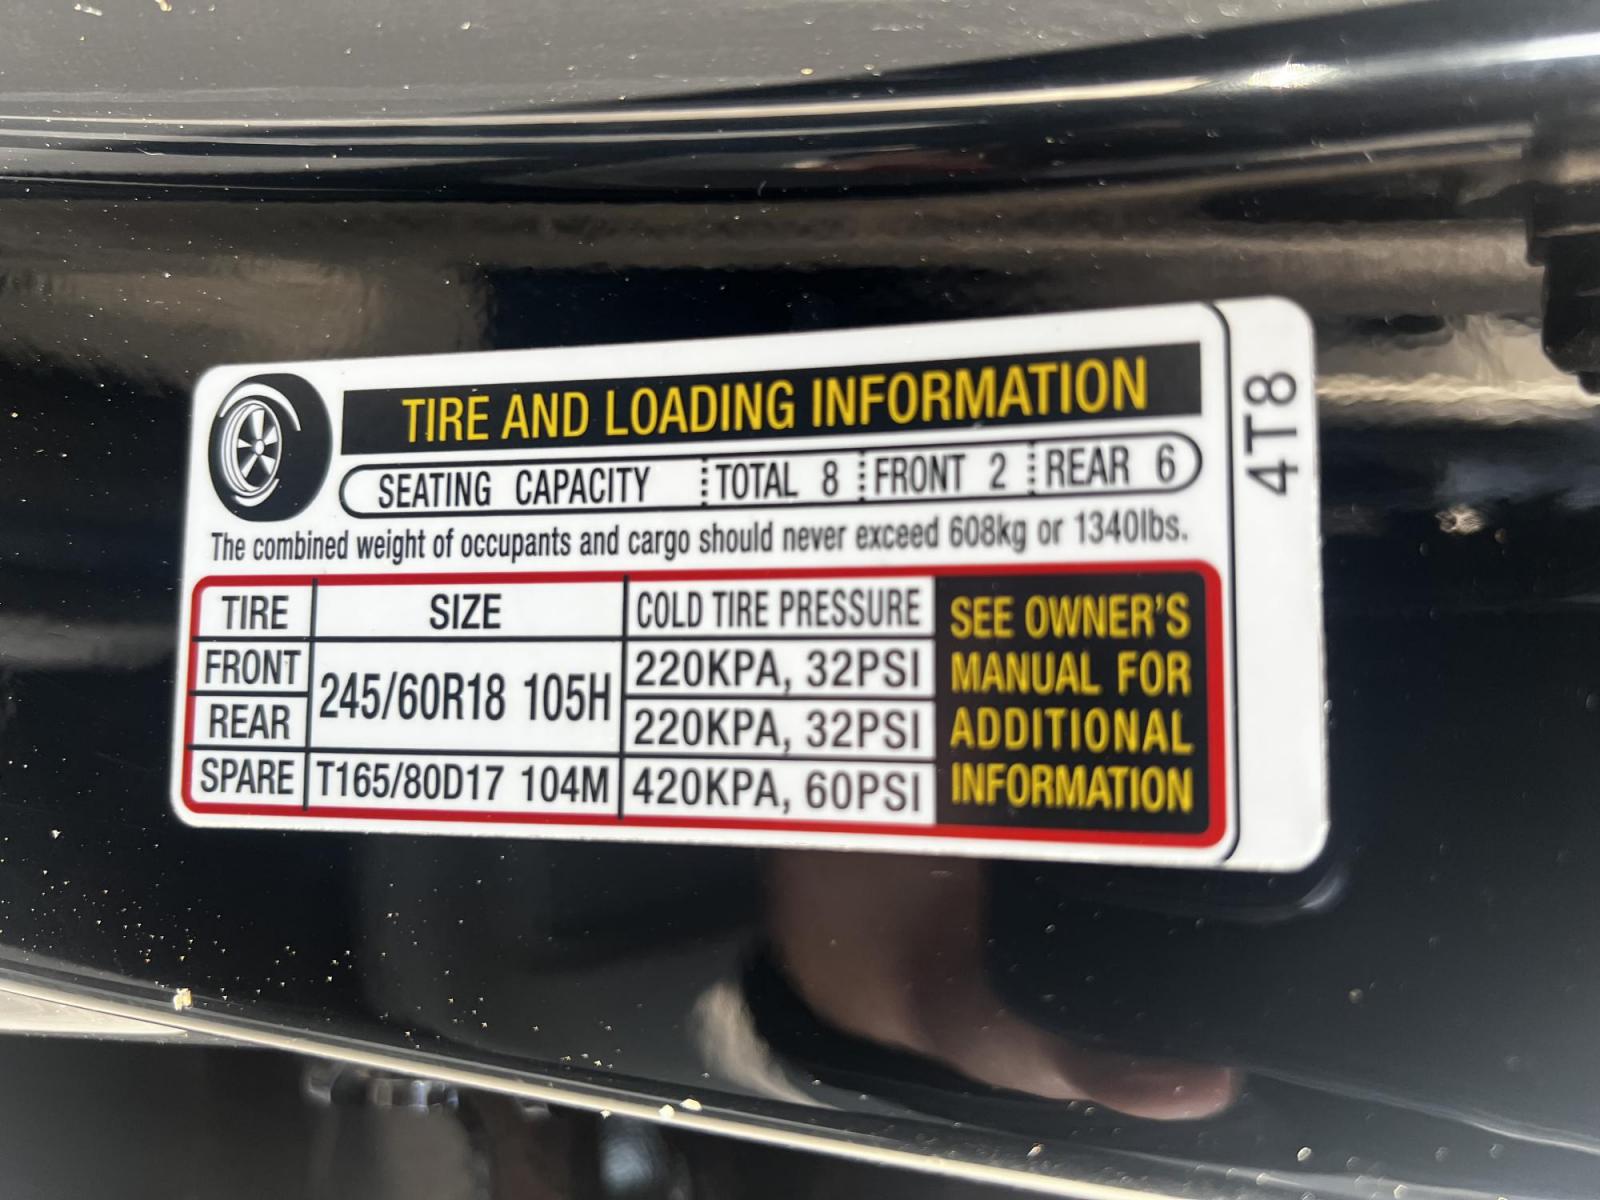 TIRE AND LOADING INFORMATION
SEATING CAPACITY TOTAL 8 FRONT 2 REAR 6
The combined weight of occupants and cargo should never exceed 608kg or 1340lbs.
TIRE SIZE COLD TIRE PRESSURE
FRONT 245/60R18 105H 220KPA, 32PSI
REAR 220KPA, 32PSI
SPARE T165/80D17 104M 420KPA, 60PSI
SEE OWNER'S
MANUAL FOR
ADDITIONAL
INFORMATION
4T8